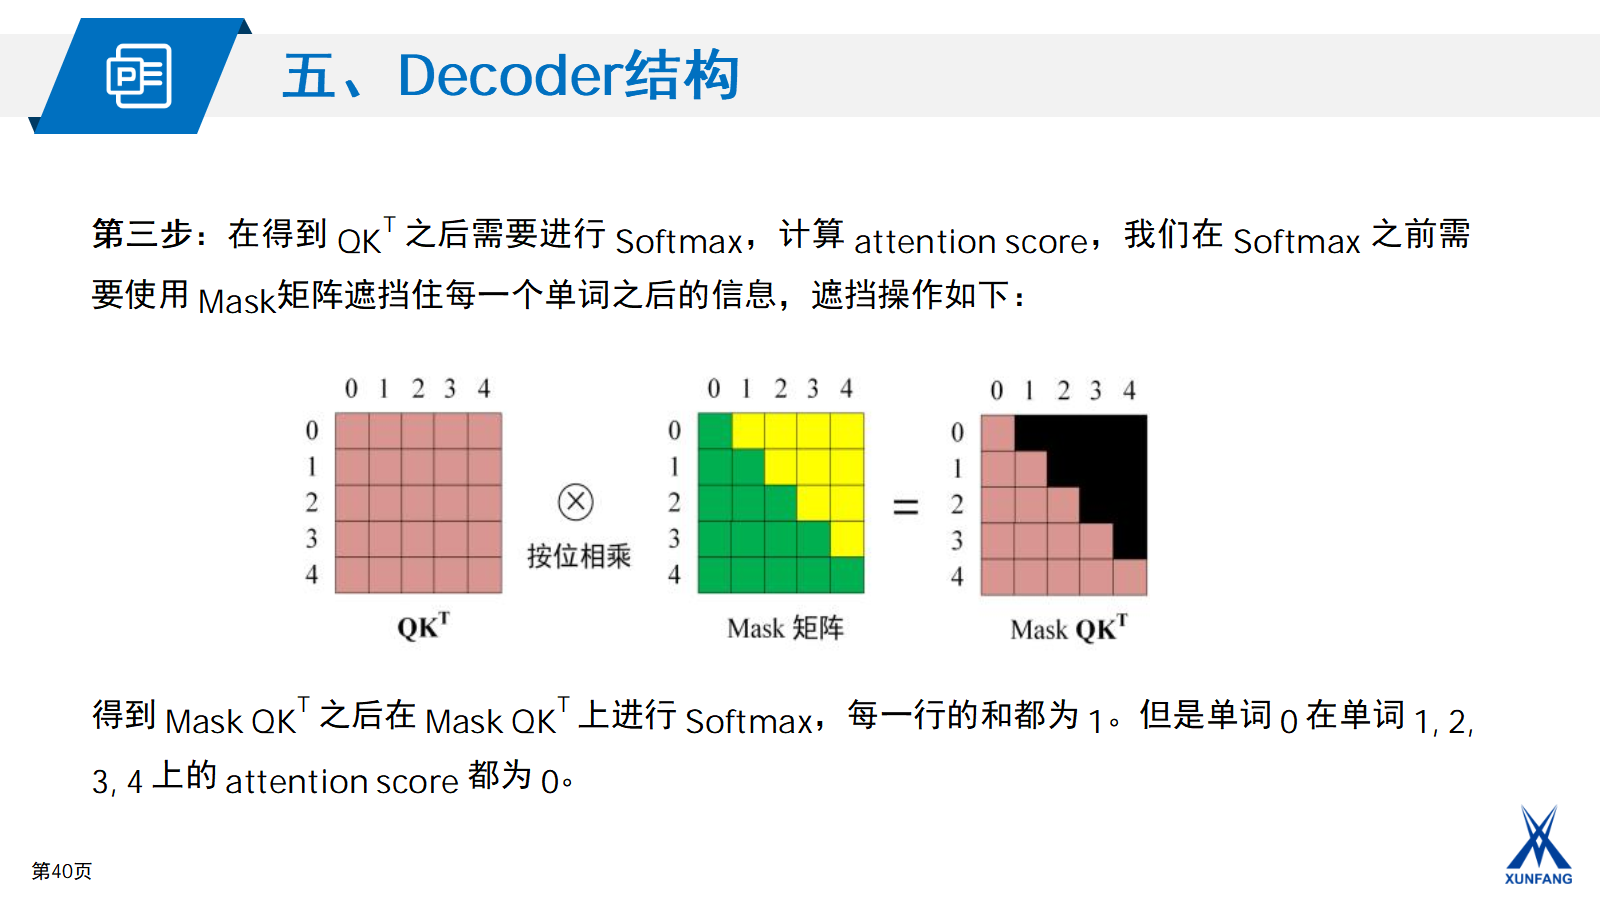 五、Decoder结构
第三步：在得到 QKᵀ 之后需要进行 Softmax，计算 attention score，我们在 Softmax 之前需
要使用 Mask矩阵遮挡住每一个单词之后的信息，遮挡操作如下：
0 1 2 3 4
0
1
2
3
4
QKᵀ
按位相乘
0 1 2 3 4
0
1
2
3
4
Mask 矩阵
=
0 1 2 3 4
0
1
2
3
4
Mask QKᵀ
得到 Mask QKᵀ 之后在 Mask QKᵀ 上进行 Softmax，每一行的和都为 1。但是单词 0 在单词 1, 2,
3, 4 上的 attention score 都为 0。
第40页
XUNFANG